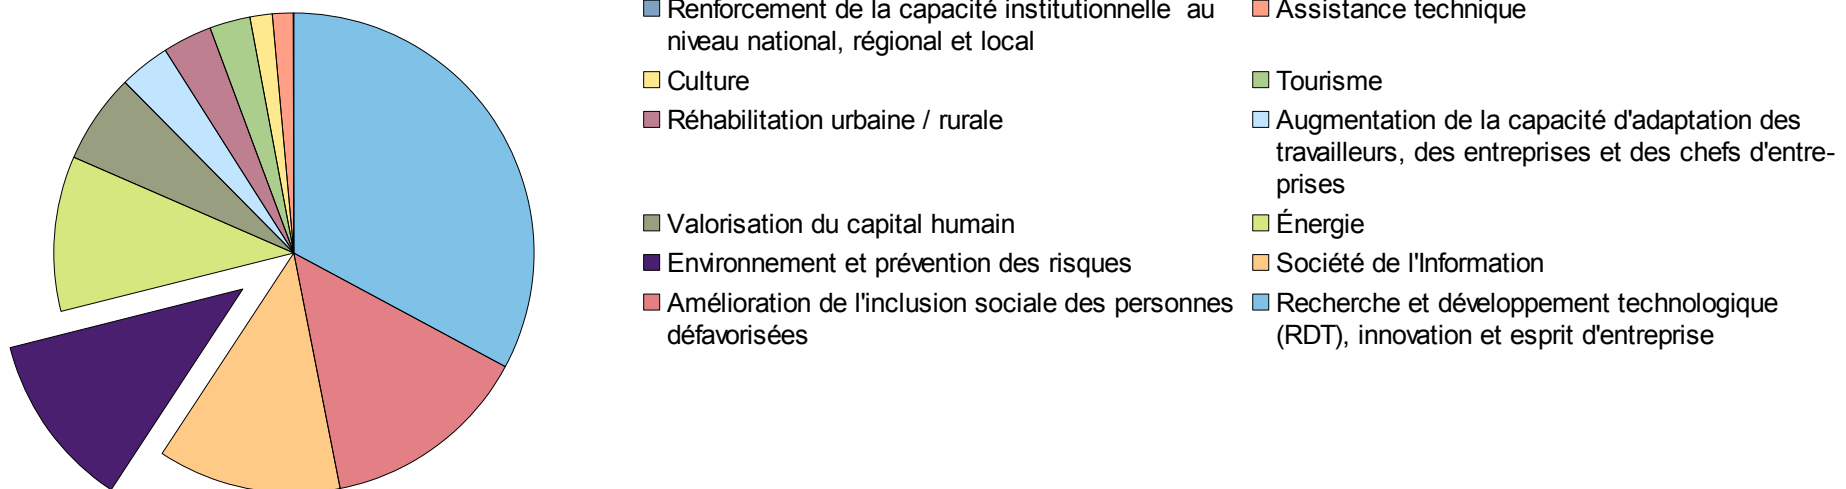 Renforcement de la capacité institutionnelle  au
niveau national, régional et local
Assistance technique
Culture
Tourisme
Réhabilitation urbaine / rurale
Augmentation de la capacité d'adaptation des
travailleurs, des entreprises et des chefs d'entre-
prises
Valorisation du capital humain
Énergie
Environnement et prévention des risques
Société de l'Information
Amélioration de l'inclusion sociale des personnes
défavorisées
Recherche et développement technologique
(RDT), innovation et esprit d'entreprise